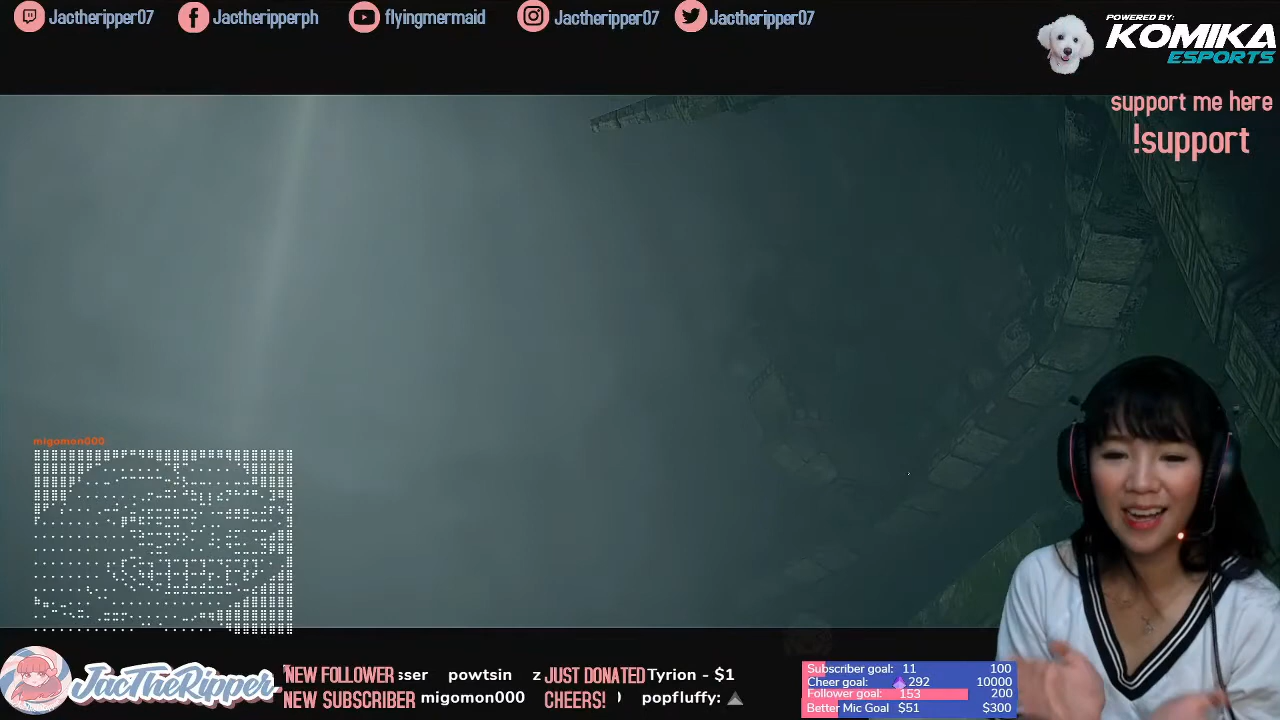 Jactheripper07
Jactheripperph
flyingmermaid
Jactheripper07
Jactheripper07
POWERED BY:
KOMIKA
ESPORTS
support me here
!support
migomon000
JacTheRipper
NEW FOLLOWER sser powtsin z
JUST DONATED Tyrion - $1
NEW SUBSCRIBER migomon000
CHEERS! popfluffy:
Subscriber goal: 11 100
Cheer goal: 292 10000
Follower goal: 153 200
Better Mic Goal $51 $300